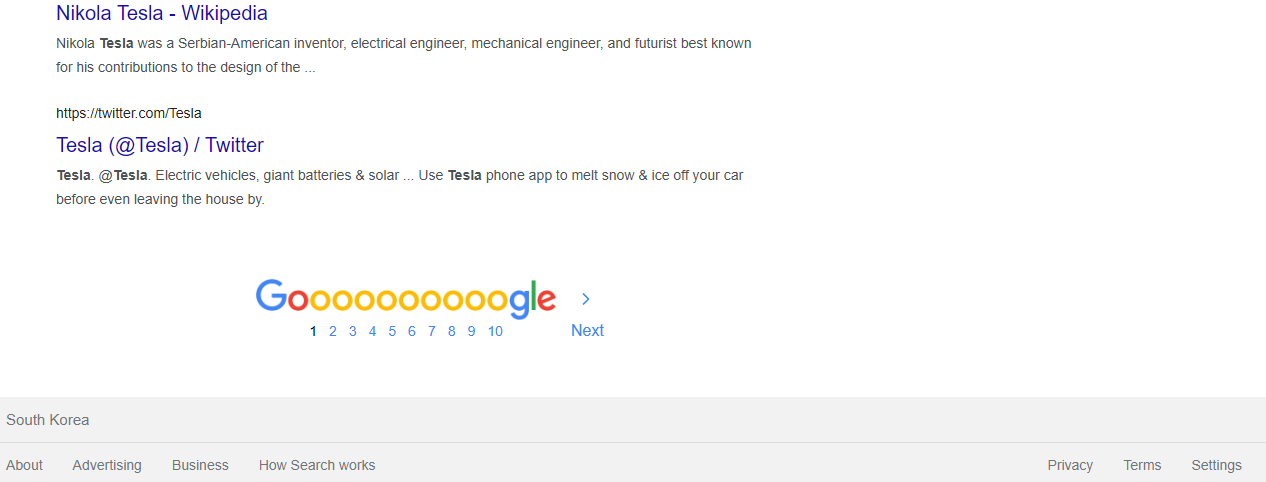 Nikola Tesla - Wikipedia
Nikola Tesla was a Serbian-American inventor, electrical engineer, mechanical engineer, and futurist best known
for his contributions to the design of the ...
https://twitter.com/Tesla
Tesla (@Tesla) / Twitter
Tesla. @Tesla. Electric vehicles, giant batteries & solar ... Use Tesla phone app to melt snow & ice off your car
before even leaving the house by.
Goooooooooogle >
1 2 3 4 5 6 7 8 9 10 Next
South Korea
About Advertising Business How Search works Privacy Terms Settings